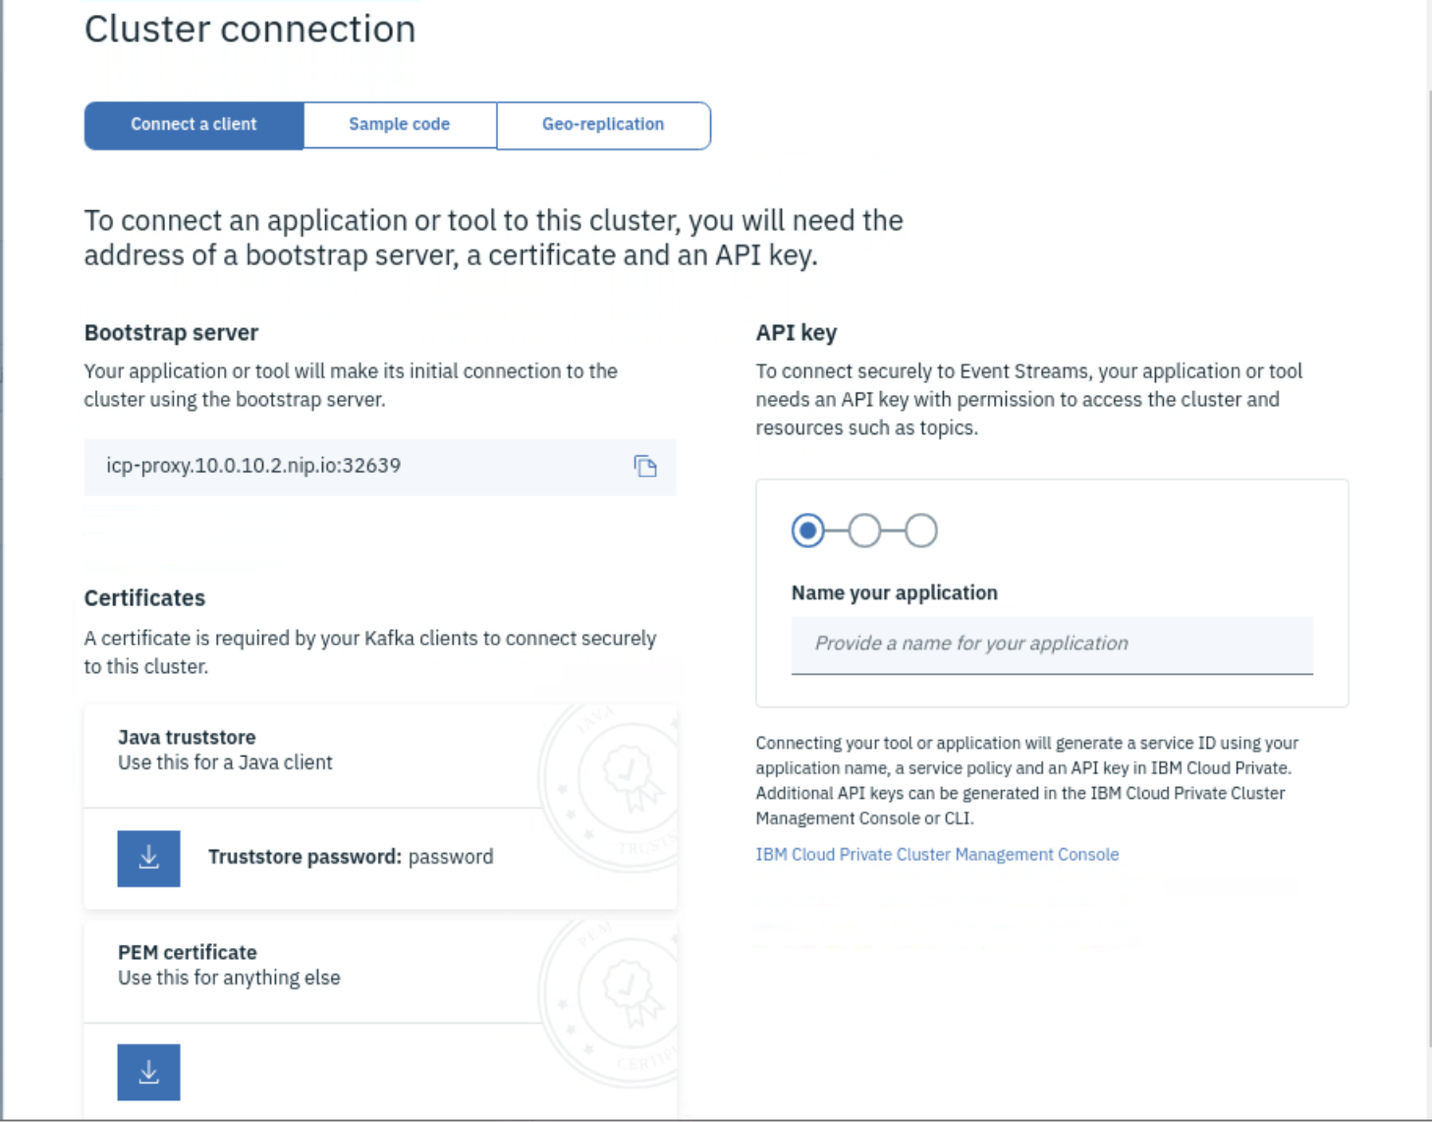 Cluster connection
Connect a client
Sample code
Geo-replication
To connect an application or tool to this cluster, you will need the
address of a bootstrap server, a certificate and an API key.
Bootstrap server
Your application or tool will make its initial connection to the
cluster using the bootstrap server.
icp-proxy.10.0.10.2.nip.io:32639
Certificates
A certificate is required by your Kafka clients to connect securely
to this cluster.
Java truststore
Use this for a Java client
JAVA
TRUSTS
Truststore password: password
PEM certificate
Use this for anything else
PEM
CERTIFI
API key
To connect securely to Event Streams, your application or tool
needs an API key with permission to access the cluster and
resources such as topics.
Name your application
Provide a name for your application
Connecting your tool or application will generate a service ID using your
application name, a service policy and an API key in IBM Cloud Private.
Additional API keys can be generated in the IBM Cloud Private Cluster
Management Console or CLI.
IBM Cloud Private Cluster Management Console